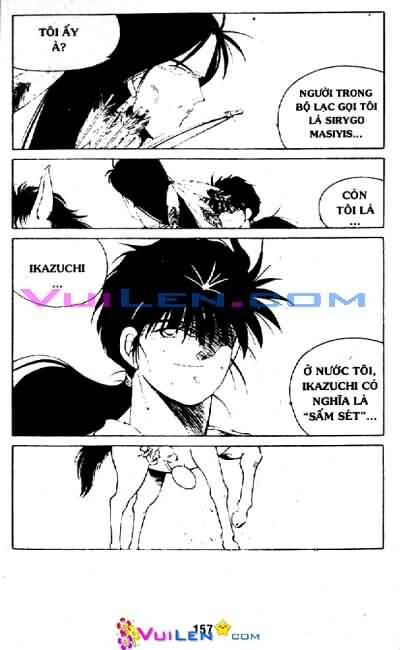 TÔI ẤY
À?
NGƯỜI TRONG
BỘ LẠC GỌI TÔI
LÀ SIRYGO
MASIYIS...
CÒN
TÔI LÀ
...
IKAZUCHI
...
VUILEN.COM
Ở NƯỚC TÔI,
IKAZUCHI CÓ
NGHĨA LÀ
"SẤM SÉT"...
157
VUILEN.COM